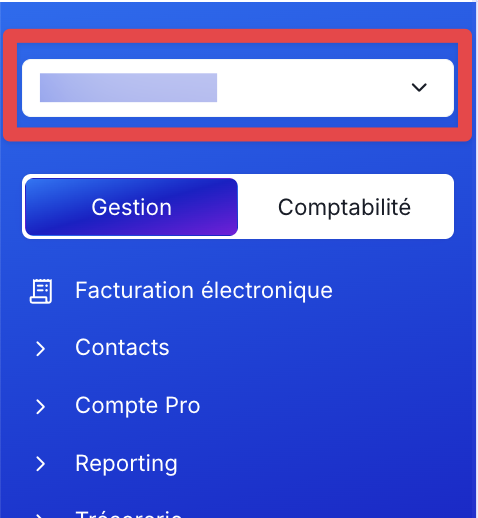 Gestion
Comptabilité
Facturation électronique
Contacts
Compte Pro
Reporting